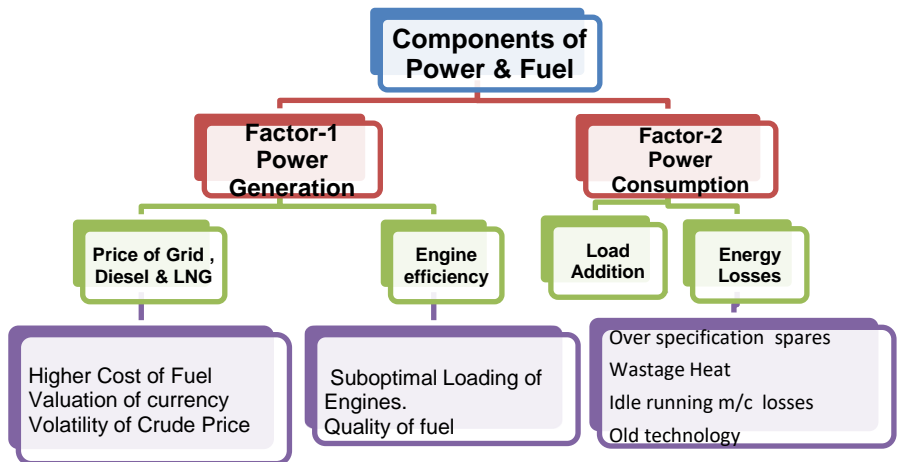 Components of
Power & Fuel
Factor-1
Power
Generation
Factor-2
Power
Consumption
Price of Grid ,
Diesel & LNG
Engine
efficiency
Load
Addition
Energy
Losses
Higher Cost of Fuel
Valuation of currency
Volatility of Crude Price
Suboptimal Loading of
Engines.
Quality of fuel
Over specification spares
Wastage Heat
Idle running m/c losses
Old technology